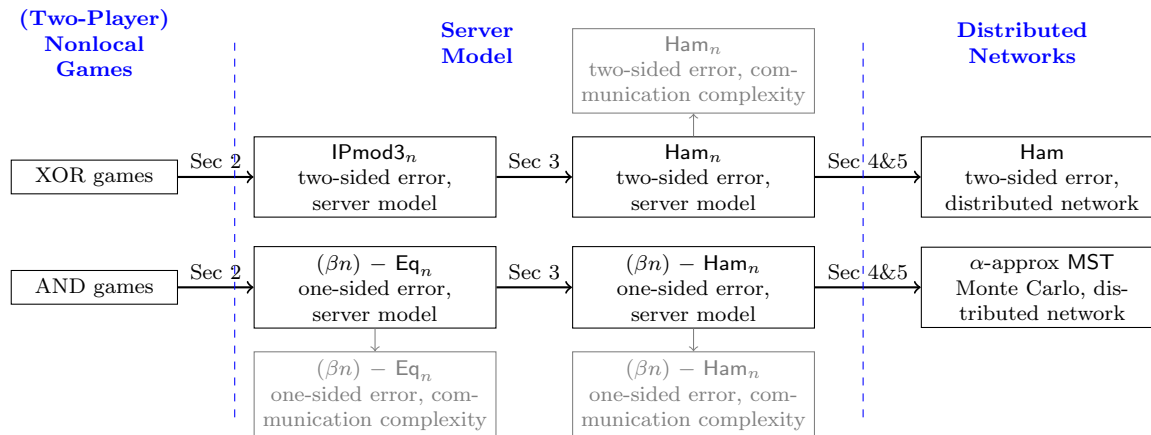 (Two-Player)
Nonlocal
Games
Server
Model
Distributed
Networks
Ham_n
two-sided error, com-
munication complexity
XOR games
Sec 2
IPmod3_n
two-sided error,
server model
Sec 3
Ham_n
two-sided error,
server model
Sec 4&5
Ham
two-sided error,
distributed network
AND games
Sec 2
(βn) − Eq_n
one-sided error,
server model
Sec 3
(βn) − Ham_n
one-sided error,
server model
Sec 4&5
α-approx MST
Monte Carlo, dis-
tributed network
(βn) − Eq_n
one-sided error, com-
munication complexity
(βn) − Ham_n
one-sided error, com-
munication complexity